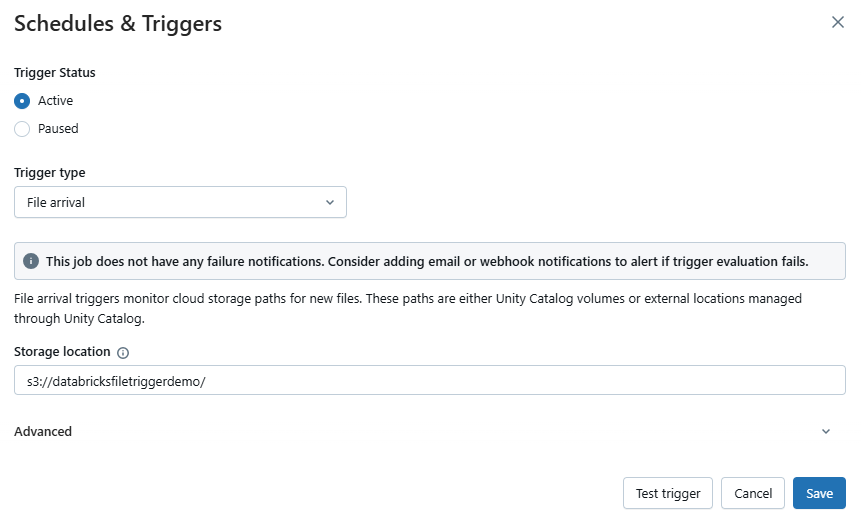 Schedules & Triggers
Trigger Status
Active
Paused
Trigger type
File arrival
This job does not have any failure notifications. Consider adding email or webhook notifications to alert if trigger evaluation fails.
File arrival triggers monitor cloud storage paths for new files. These paths are either Unity Catalog volumes or external locations managed
through Unity Catalog.
Storage location
s3://databricksfiletriggerdemo/
Advanced
Test trigger
Cancel
Save